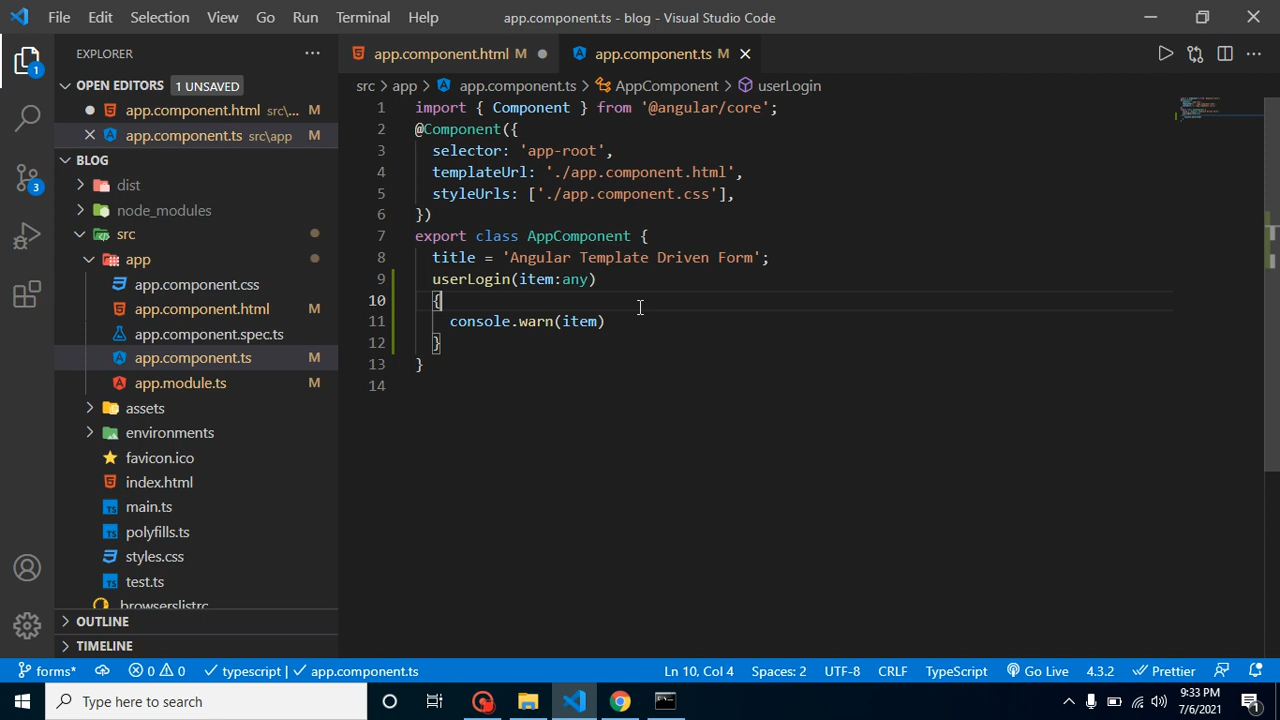 File Edit Selection View Go Run Terminal Help app.component.ts - blog - Visual Studio Code
EXPLORER
OPEN EDITORS 1 UNSAVED
app.component.html src\... M
app.component.ts src\app M
BLOG
dist
node_modules
src
app
app.component.css
app.component.html M
app.component.spec.ts
app.component.ts M
app.module.ts M
assets
environments
favicon.ico
index.html
main.ts
polyfills.ts
styles.css
test.ts
.browserslistrc
OUTLINE
TIMELINE
1
3
app.component.html M app.component.ts M
src > app > app.component.ts > AppComponent > userLogin
1 import { Component } from '@angular/core';
2 @Component({
3 selector: 'app-root',
4 templateUrl: './app.component.html',
5 styleUrls: ['./app.component.css'],
6 })
7 export class AppComponent {
8 title = 'Angular Template Driven Form';
9 userLogin(item:any)
10 {
11 console.warn(item)
12 }
13 }
14
forms* 0 0 typescript | app.component.ts Ln 10, Col 4 Spaces: 2 UTF-8 CRLF TypeScript Go Live 4.3.2 Prettier
Type here to search
9:33 PM
7/6/2021
1